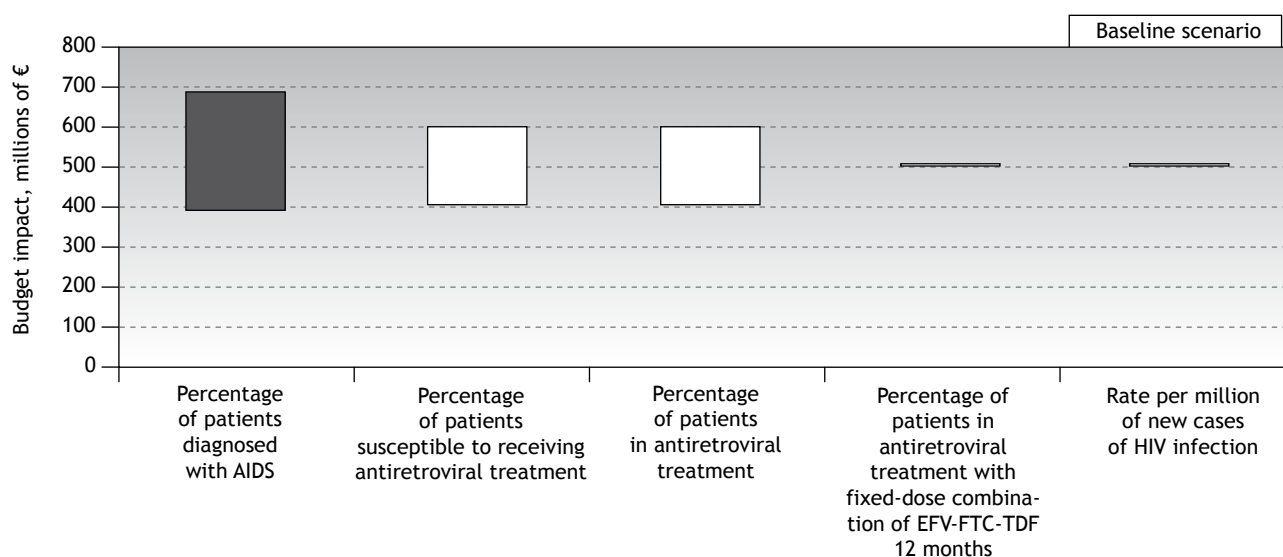 Baseline scenario
Budget impact, millions of €
800
700
600
500
400
300
200
100
0
Percentage
of patients
diagnosed
with AIDS
Percentage
of patients
susceptible to receiving
antiretroviral treatment
Percentage
of patients
in antiretroviral
treatment
Percentage of
patients in
antiretroviral
treatment with
fixed-dose combina-
tion of EFV-FTC-TDF
12 months
Rate per million
of new cases
of HIV infection